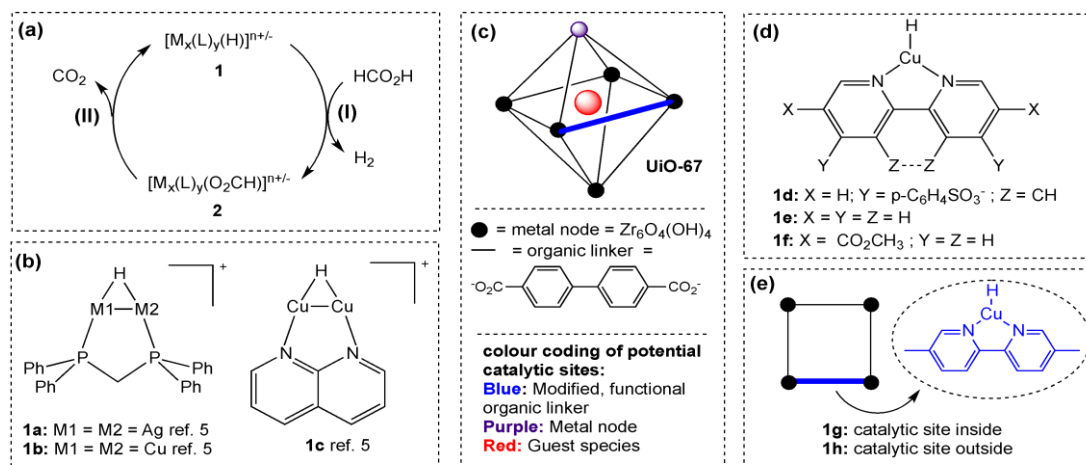 (a)
[Mₓ(L)ᵧ(H)]ⁿ⁺/⁻
1
CO₂
HCO₂H
(II)
(I)
H₂
[Mₓ(L)ᵧ(O₂CH)]ⁿ⁺/⁻
2
(b)
H
+
M1 M2
P P
Ph Ph
Ph Ph
1a: M1 = M2 = Ag ref. 5
1b: M1 = M2 = Cu ref. 5
H
+
Cu Cu
N N
1c ref. 5
(c)
UiO-67
= metal node = Zr₆O₄(OH)₄
= organic linker =
⁻O₂C CO₂⁻
colour coding of potential
catalytic sites:
Blue: Modified, functional
organic linker
Purple: Metal node
Red: Guest species
(d)
H
Cu
N N
X X
Y Z---Z Y
1d: X = H; Y = p-C₆H₄SO₃⁻ ; Z = CH
1e: X = Y = Z = H
1f: X = CO₂CH₃ ; Y = Z = H
(e)
H
Cu
N N
1g: catalytic site inside
1h: catalytic site outside